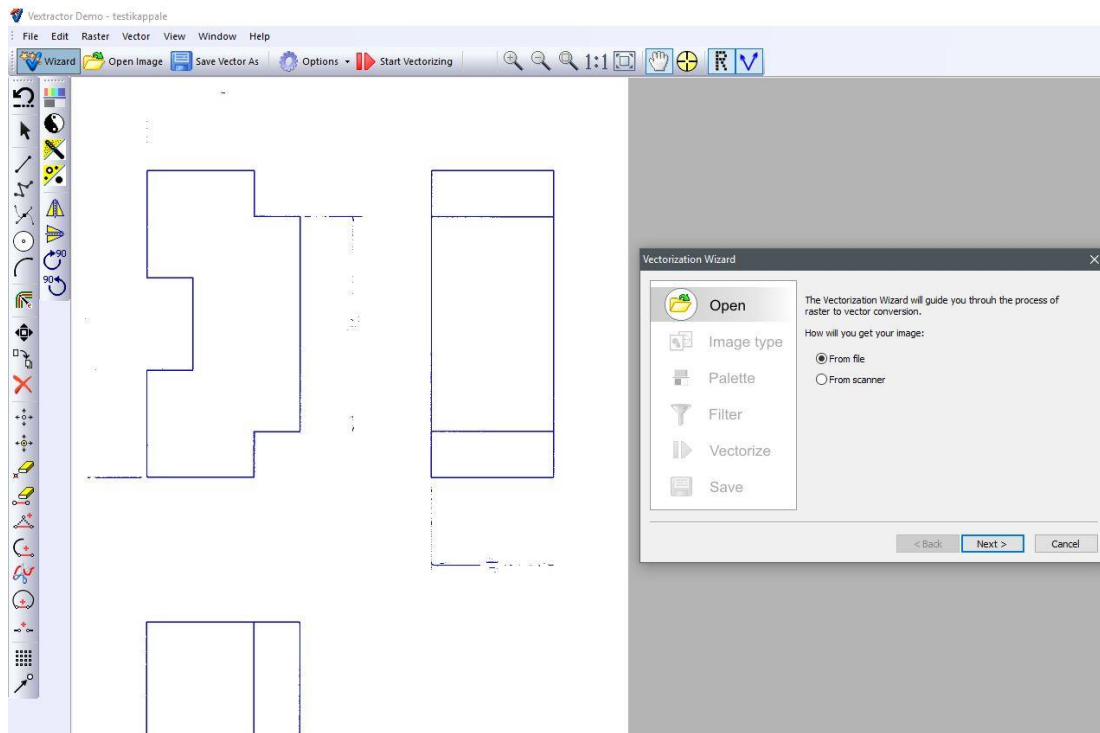 Vextractor Demo - testikappale
File Edit Raster Vector View Window Help
Wizard Open Image Save Vector As Options Start Vectorizing 1:1 R
90
90
Vectorization Wizard
Open
Image type
Palette
Filter
Vectorize
Save
The Vectorization Wizard will guide you throuh the process of
raster to vector conversion.
How will you get your image:
From file
From scanner
< Back Next > Cancel